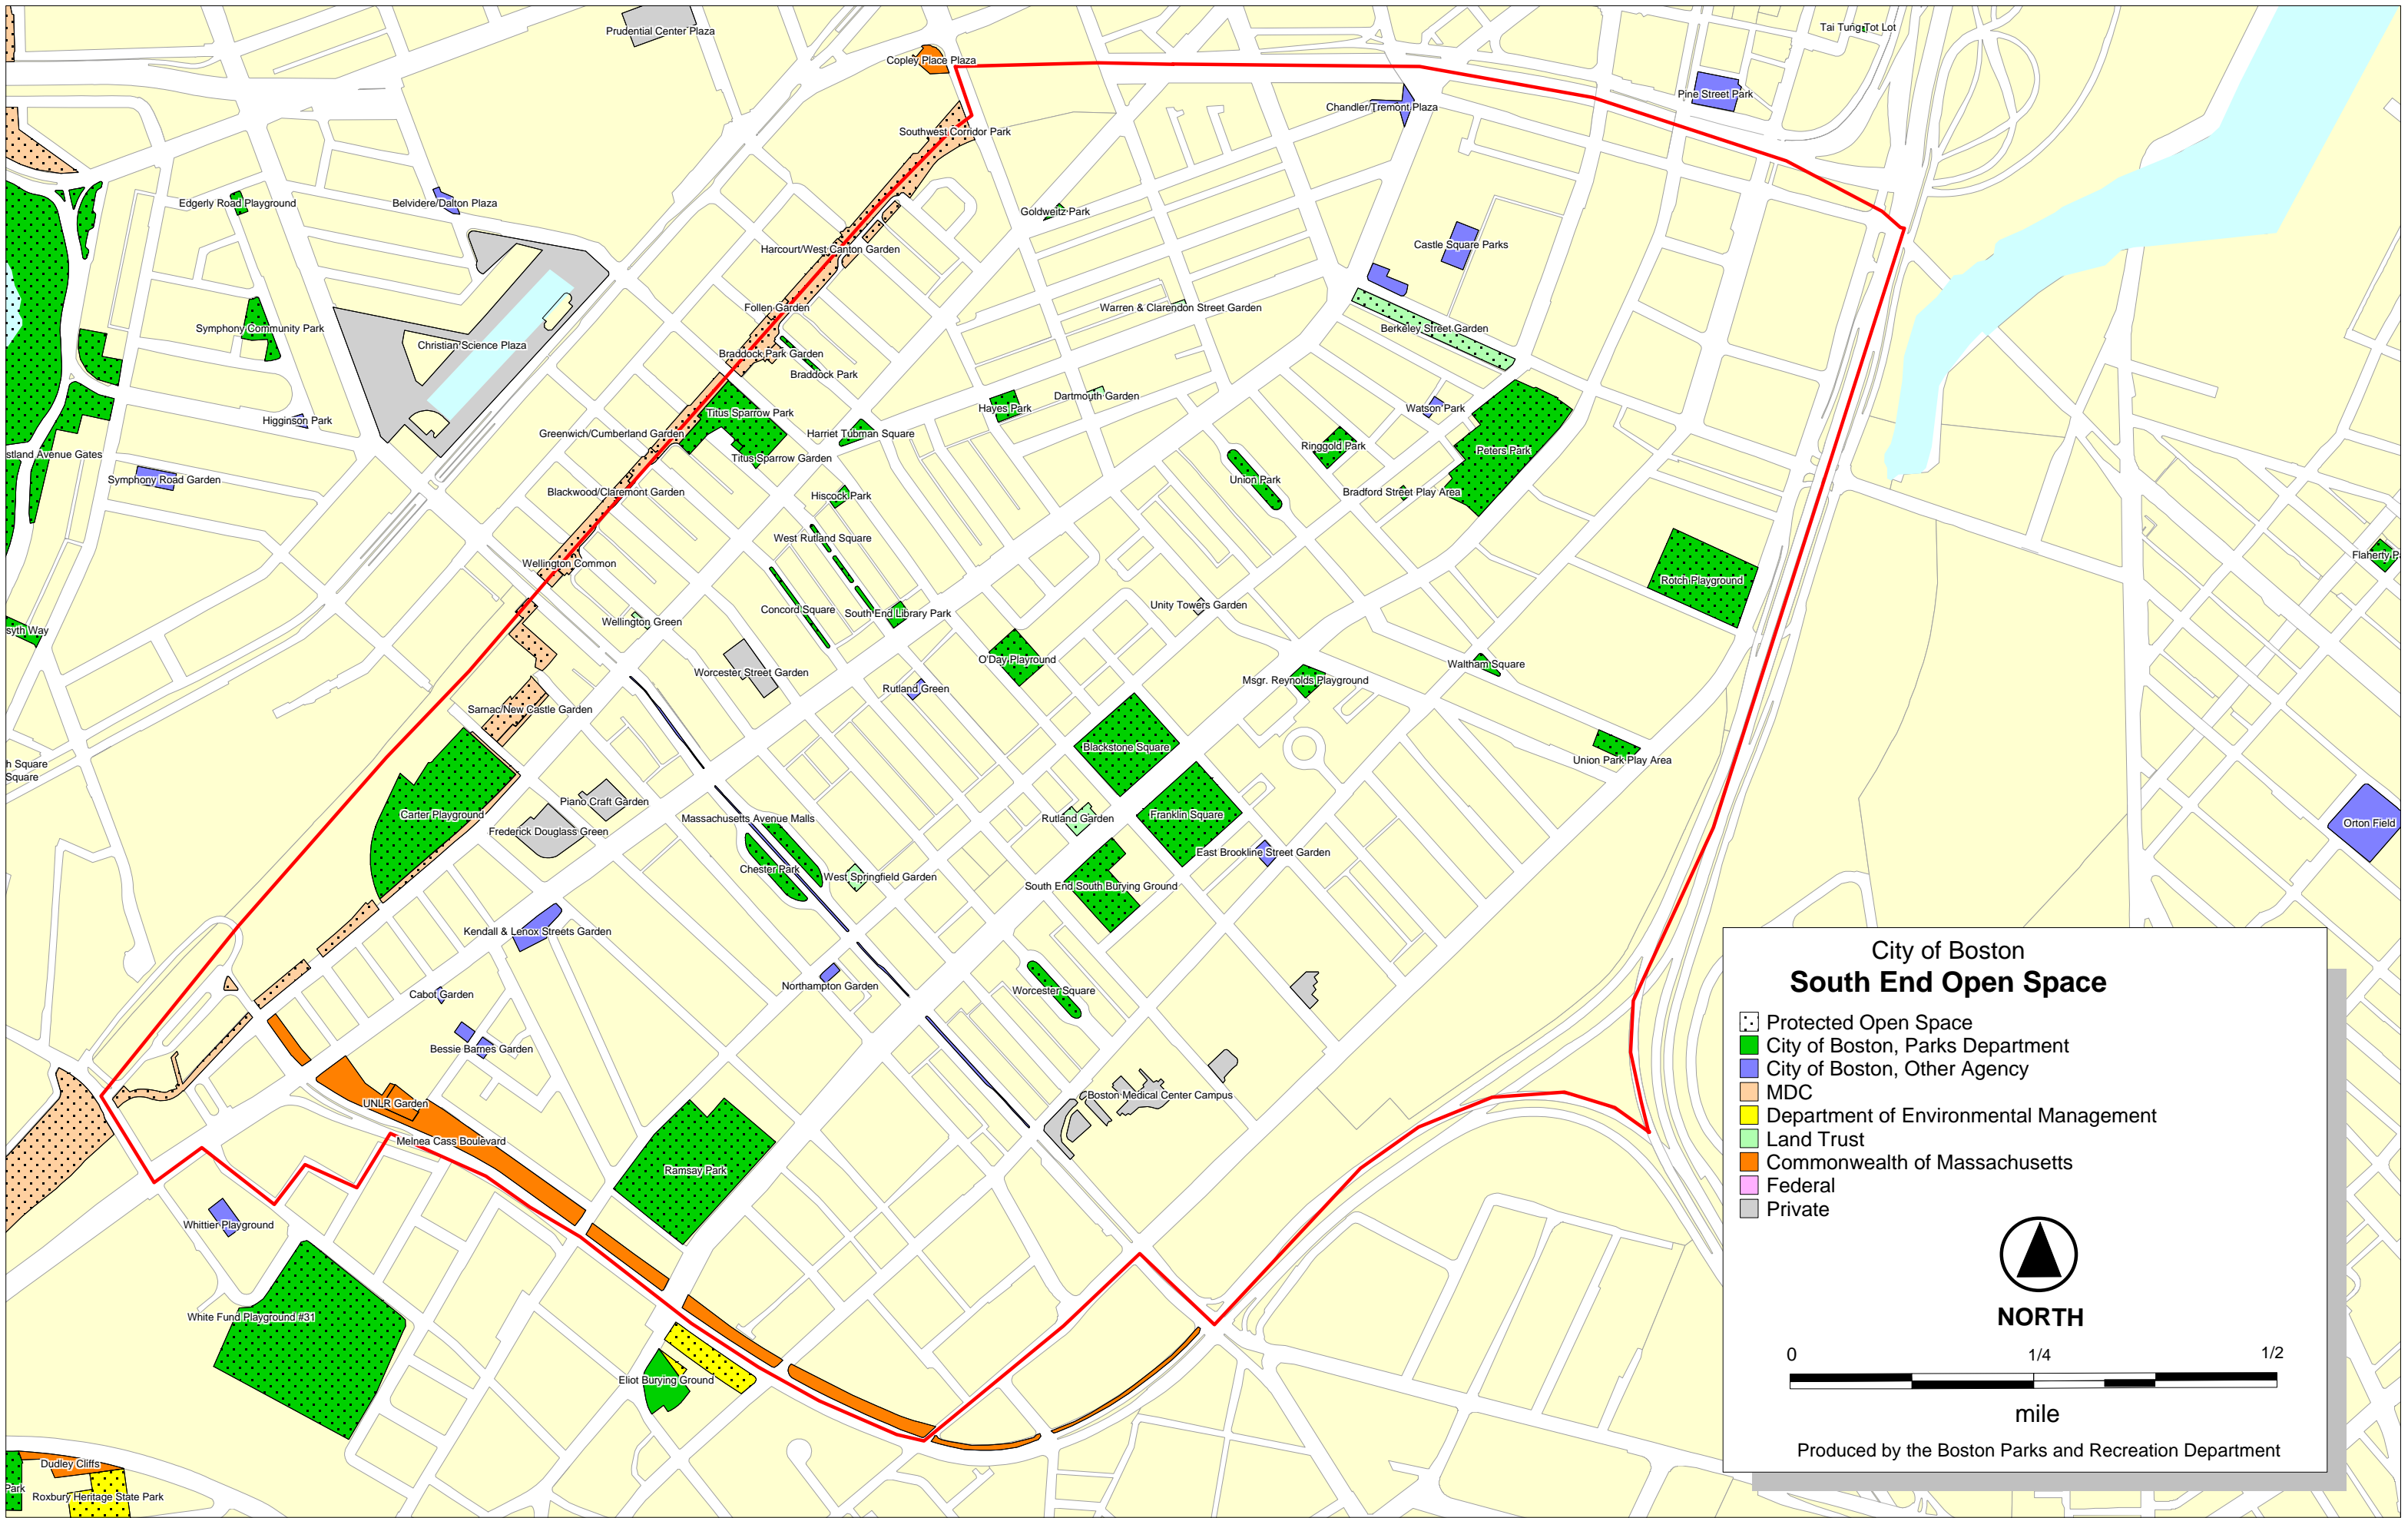 Prudential Center Plaza
Tai Tung Tot Lot
Copley Place Plaza
Pine Street Park
Chandler/Tremont Plaza
Southwest Corridor Park
Edgerly Road Playground
Belvidere/Dalton Plaza
Goldweitz Park
Harcourt/West Canton Garden
Castle Square Parks
Follen Garden
Warren & Clarendon Street Garden
Symphony Community Park
Berkeley Street Garden
Christian Science Plaza
Braddock Park Garden
Braddock Park
Dartmouth Garden
Hayes Park
Watson Park
Titus Sparrow Park
Higginson Park
Greenwich/Cumberland Garden
Harriet Tubman Square
Ringgold Park
Peters Park
stland Avenue Gates
Titus Sparrow Garden
Symphony Road Garden
Union Park
Blackwood/Claremont Garden
Hiscock Park
Bradford Street Play Area
West Rutland Square
Flaherty P
Wellington Common
Rotch Playground
Concord Square
South End Library Park
Unity Towers Garden
Wellington Green
syth Way
O'Day Playround
Waltham Square
Worcester Street Garden
Rutland Green
Msgr. Reynolds Playground
Sarnac/New Castle Garden
Blackstone Square
Union Park Play Area
h Square
Square
Piano Craft Garden
Carter Playground
Massachusetts Avenue Malls
Rutland Garden
Franklin Square
Orton Field
Frederick Douglass Green
East Brookline Street Garden
Chester Park
West Springfield Garden
South End South Burying Ground
Kendall & Lenox Streets Garden
Northampton Garden
Worcester Square
Cabot Garden
Bessie Barnes Garden
Boston Medical Center Campus
UNLR Garden
Melnea Cass Boulevard
Ramsay Park
Whittier Playground
White Fund Playground #31
Eliot Burying Ground
Dudley Cliffs
Park
Roxbury Heritage State Park
City of Boston
South End Open Space
Protected Open Space
City of Boston, Parks Department
City of Boston, Other Agency
MDC
Department of Environmental Management
Land Trust
Commonwealth of Massachusetts
Federal
Private
NORTH
0 1/4 1/2
mile
Produced by the Boston Parks and Recreation Department